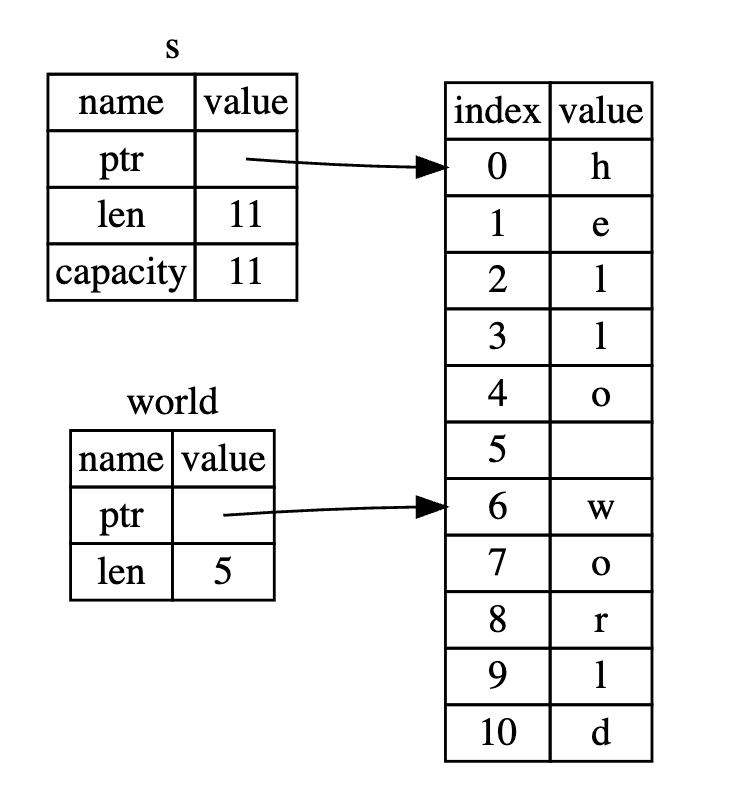 s
name value
ptr
len 11
capacity 11
world
name value
ptr
len 5
index value
0 h
1 e
2 l
3 l
4 o
5
6 w
7 o
8 r
9 l
10 d